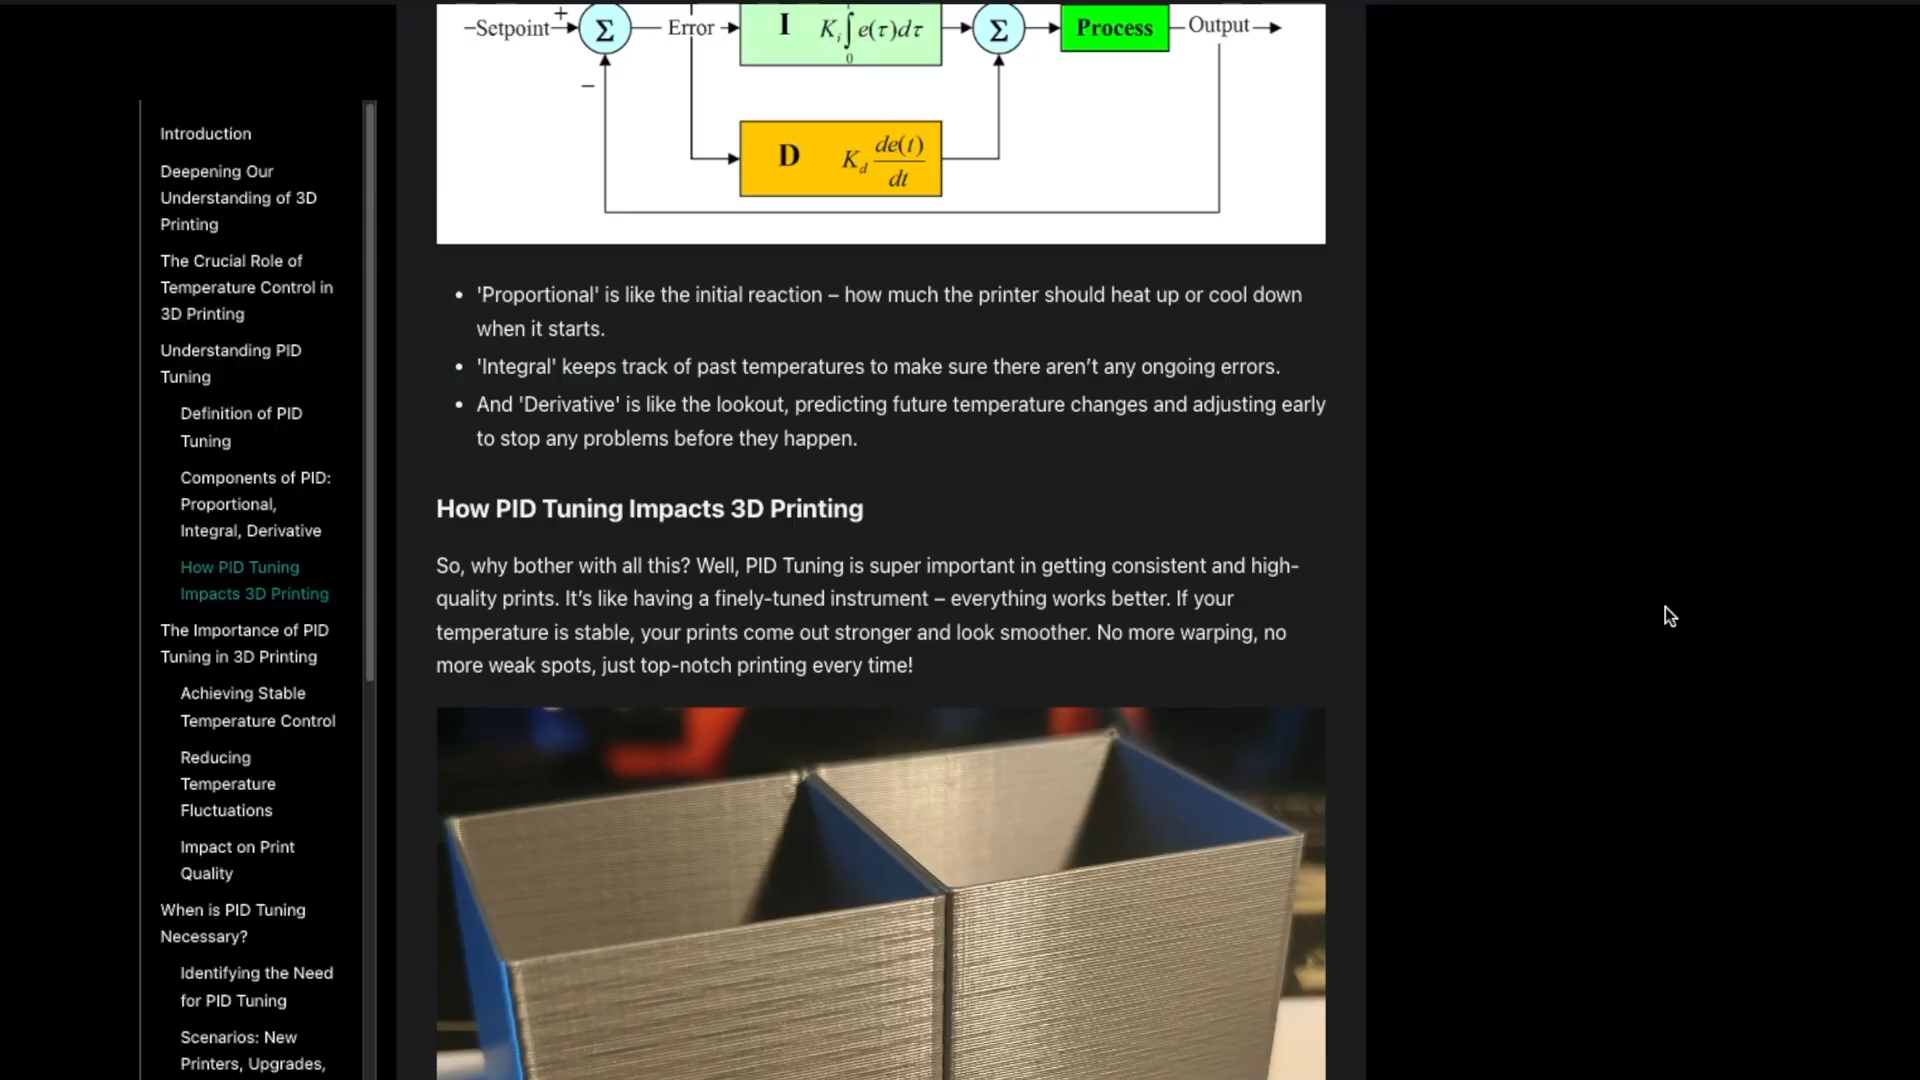 Introduction
Deepening Our
Understanding of 3D
Printing
The Crucial Role of
Temperature Control in
3D Printing
Understanding PID
Tuning
Definition of PID
Tuning
Components of PID:
Proportional,
Integral, Derivative
How PID Tuning
Impacts 3D Printing
The Importance of PID
Tuning in 3D Printing
Achieving Stable
Temperature Control
Reducing
Temperature
Fluctuations
Impact on Print
Quality
When is PID Tuning
Necessary?
Identifying the Need
for PID Tuning
Scenarios: New
Printers, Upgrades,
Setpoint + Σ Error I K_i ∫_0 e(τ)dτ Σ Process Output
−
D K_d de(t)/dt
• 'Proportional' is like the initial reaction – how much the printer should heat up or cool down
when it starts.
• 'Integral' keeps track of past temperatures to make sure there aren’t any ongoing errors.
• And 'Derivative' is like the lookout, predicting future temperature changes and adjusting early
to stop any problems before they happen.
How PID Tuning Impacts 3D Printing
So, why bother with all this? Well, PID Tuning is super important in getting consistent and high-
quality prints. It’s like having a finely-tuned instrument – everything works better. If your
temperature is stable, your prints come out stronger and look smoother. No more warping, no
more weak spots, just top-notch printing every time!